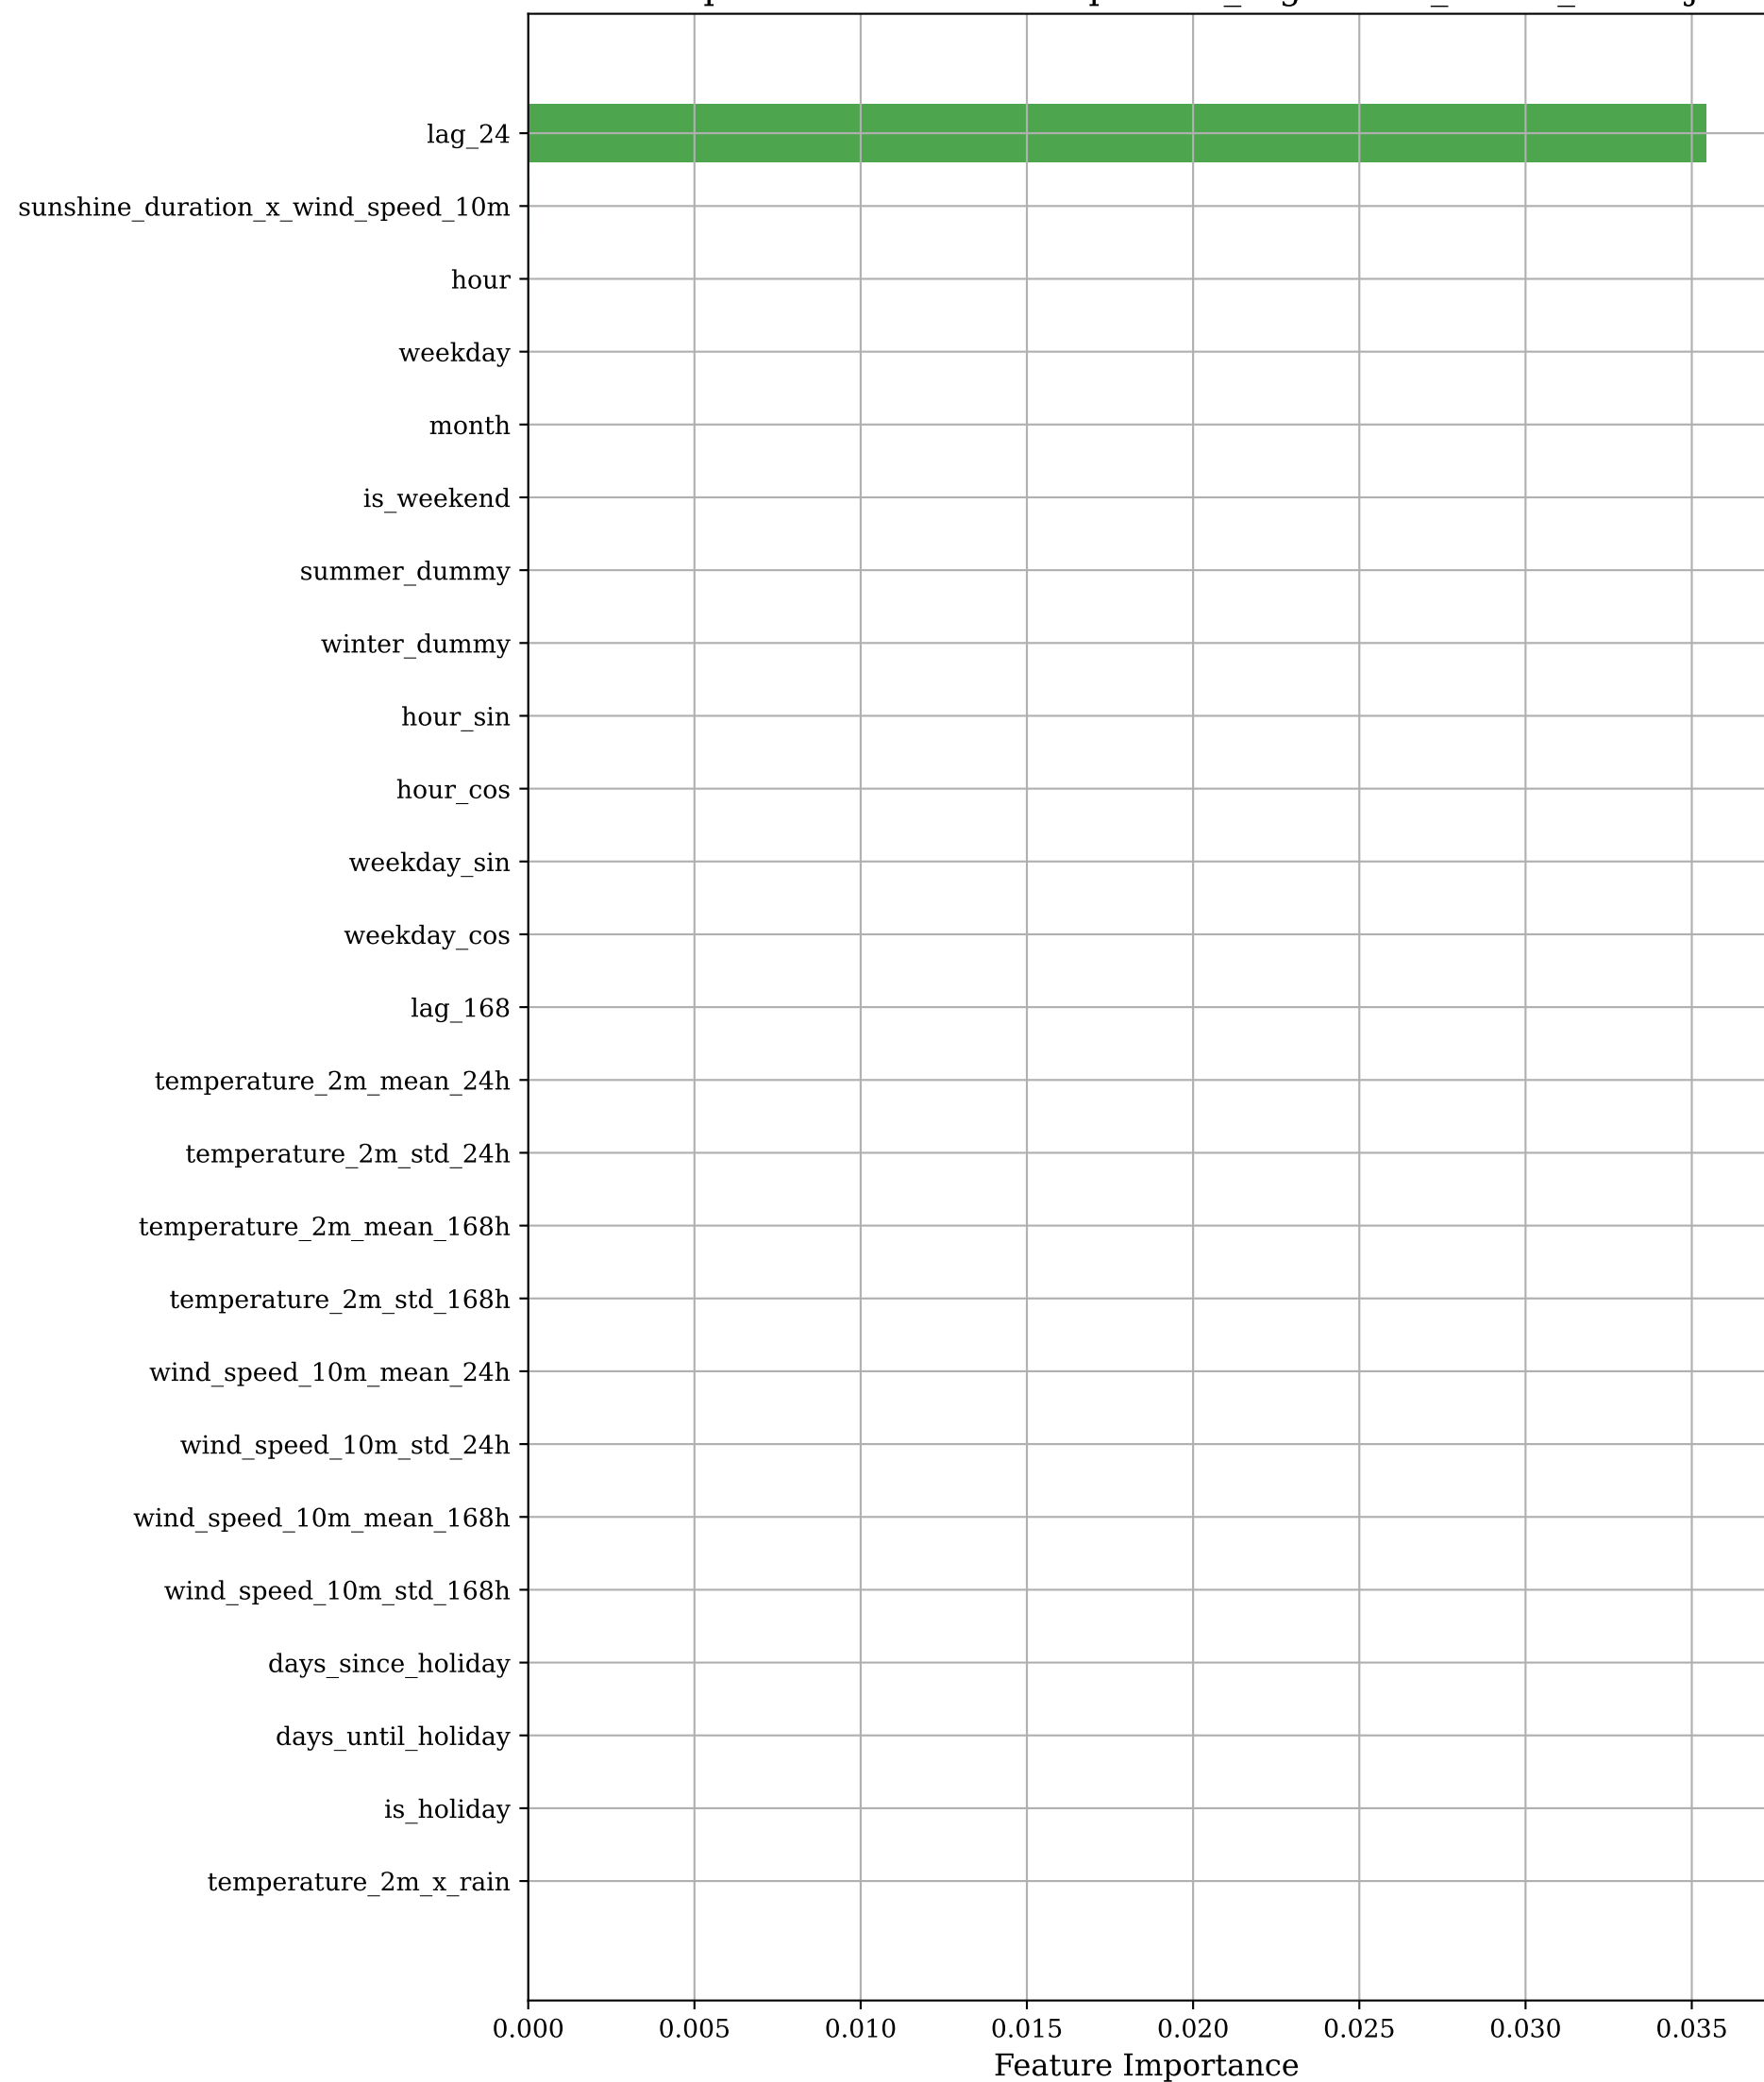 lag_24
sunshine_duration_x_wind_speed_10m
hour
weekday
month
is_weekend
summer_dummy
winter_dummy
hour_sin
hour_cos
weekday_sin
weekday_cos
lag_168
temperature_2m_mean_24h
temperature_2m_std_24h
temperature_2m_mean_168h
temperature_2m_std_168h
wind_speed_10m_mean_24h
wind_speed_10m_std_24h
wind_speed_10m_mean_168h
wind_speed_10m_std_168h
days_since_holiday
days_until_holiday
is_holiday
temperature_2m_x_rain
0.000 0.005 0.010 0.015 0.020 0.025 0.030 0.035
Feature Importance